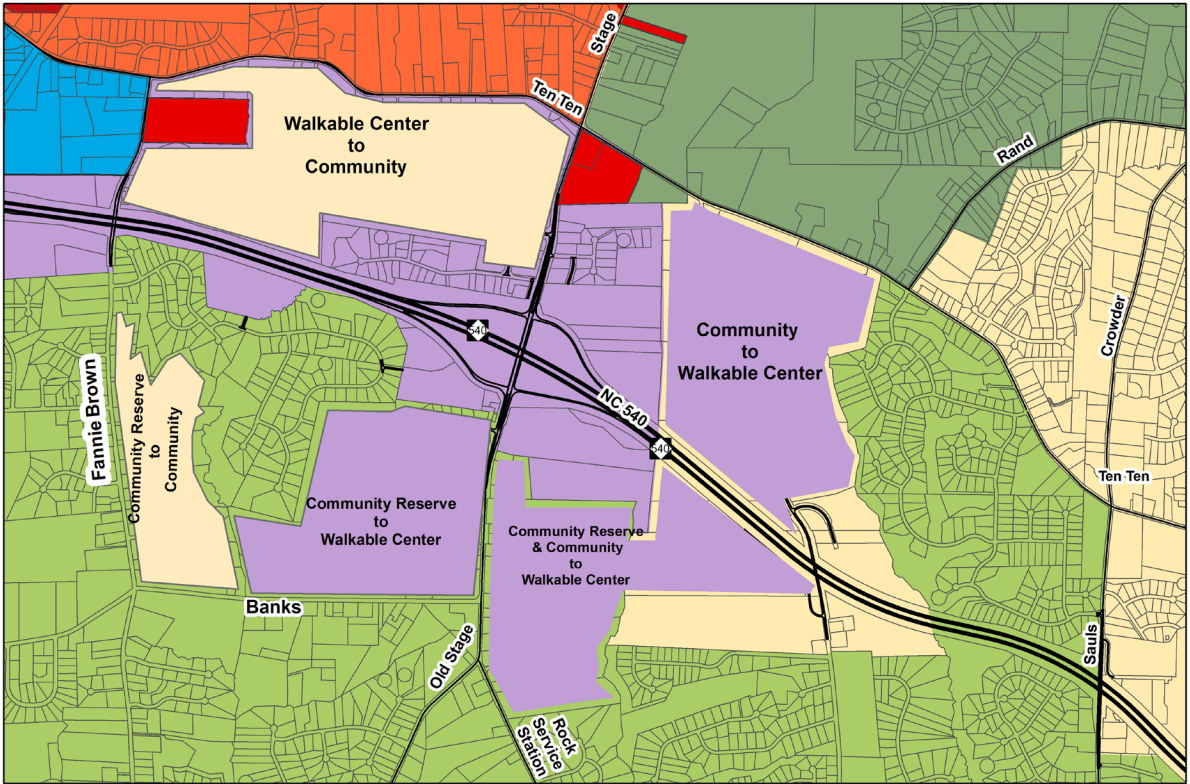 Stage
Ten Ten
Walkable Center
to
Community
Rand
Crowder
Community
to
Walkable Center
540
NC 540
540
Fannie Brown
Community Reserve
to
Community
Community Reserve
to
Walkable Center
Community Reserve
& Community
to
Walkable Center
Ten Ten
Banks
Old Stage
Sauls
Rock
Service
Station